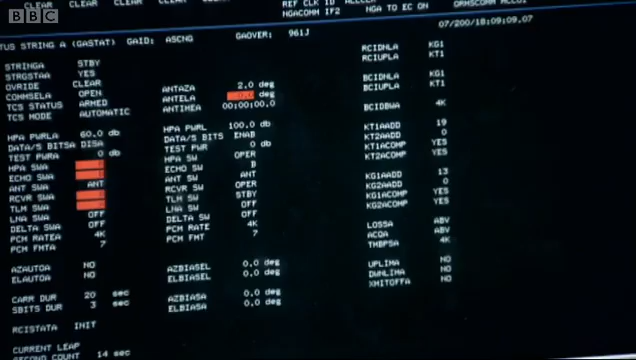 BBC
CLEAR CLEAR CLEAR CLEAR
REF CLK ID
NGACOMM IF2 NGA TO EC ON
07/200/18:09:09.07
TUS STRING A (GASTAT) GAID: ASCNG GAOVER: 961J
STRINGA STBY
STRGSTAA YES
OVRIDE CLEAR
COMMSELA OPEN
TCS STATUS ARMED
TCS MODE AUTOMATIC
HPA PWRLA 60.0 db
DATA/S BITSA DISA
TEST PWRA 0 db
HPA SWA
ECHO SWA
ANT SWA ANT
RCVR SWA
TLM SWA
LNA SWA OFF
DELTA SW OFF
PCM RATEA 4K
PCM FMTA 7
AZAUTOA NO
ELAUTOA NO
CARR DUR 20 sec
SBITS DUR 3 sec
RCISTATA INIT
CURRENT LEAP
SECOND COUNT 14 sec
ANTAZA 2.0 deg
ANTELA deg
ANTIHEA 00:00:00.0
HPA PWRL 100.0 db
DATA/S BITS ENAB
TEST PWR 0 db
HPA SW OPER
ECHO SW B
ANT SW ANT
RCVR SW OPER
TLM SW STBY
LNA SW OFF
DELTA SW OFF
PCM RATE 4K
PCM FMT 7
AZBIASEL 0.0 deg
ELBIASEL 0.0 deg
AZBIASA 0.0 deg
ELBIASA 0.0 deg
RCIDNLA KG1
RCIUPLA KT1
BCIDNLA KG1
BCIUPLA KT1
BCIDBWA 4K
KT1AADD 19
KT2AADD 0
KT1ACOMP YES
KT2ACOMP YES
KG1AADD 13
KG2AADD 0
KG1ACOMP YES
KG2ACOMP YES
LOSSA ABV
ACQA ABV
TMBPSA 4K
UPLIMA NO
DWNLIMA NO
XMITOFFA NO